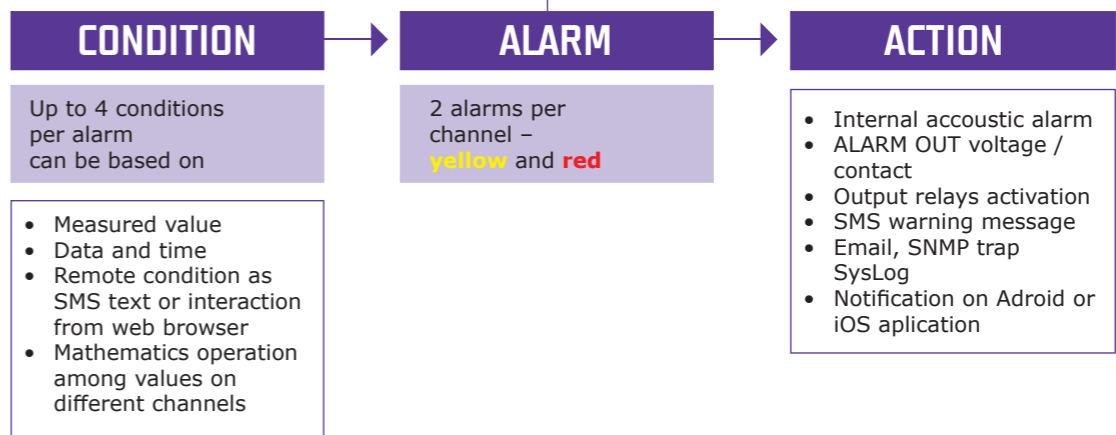 CONDITION
Up to 4 conditions
per alarm
can be based on
• Measured value
• Data and time
• Remote condition as
SMS text or interaction
from web browser
• Mathematics operation
among values on
different channels
ALARM
2 alarms per
channel –
yellow and red
ACTION
• Internal accoustic alarm
• ALARM OUT voltage /
contact
• Output relays activation
• SMS warning message
• Email, SNMP trap
SysLog
• Notification on Adroid or
iOS aplication